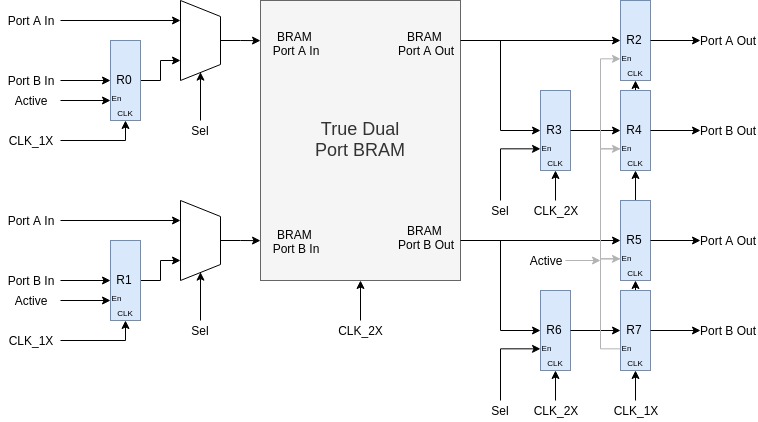 Port A In
Port B In
Active
CLK_1X
R0
En
CLK
Sel
Port A In
Port B In
Active
CLK_1X
R1
En
CLK
Sel
BRAM
Port A In
BRAM
Port A Out
True Dual
Port BRAM
BRAM
Port B In
BRAM
Port B Out
CLK_2X
R2
En
CLK
Port A Out
R3
En
CLK
Sel
CLK_2X
R4
En
CLK
Port B Out
Active
R5
En
CLK
Port A Out
R6
En
CLK
Sel
CLK_2X
R7
En
CLK
CLK_1X
Port B Out